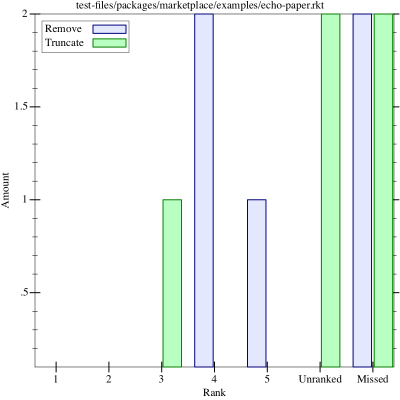 test-files/packages/marketplace/examples/echo-paper.rkt
Remove
Truncate
2
1.5
1
.5
Amount
1 2 3 4 5 Unranked Missed
Rank